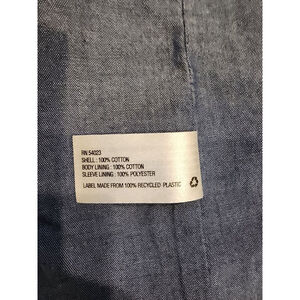 RN 54023
SHELL : 100% COTTON
BODY LINING : 100% COTTON
SLEEVE LINING : 100% POLYESTER
LABEL MADE FROM 100% RECYCLED PLASTIC